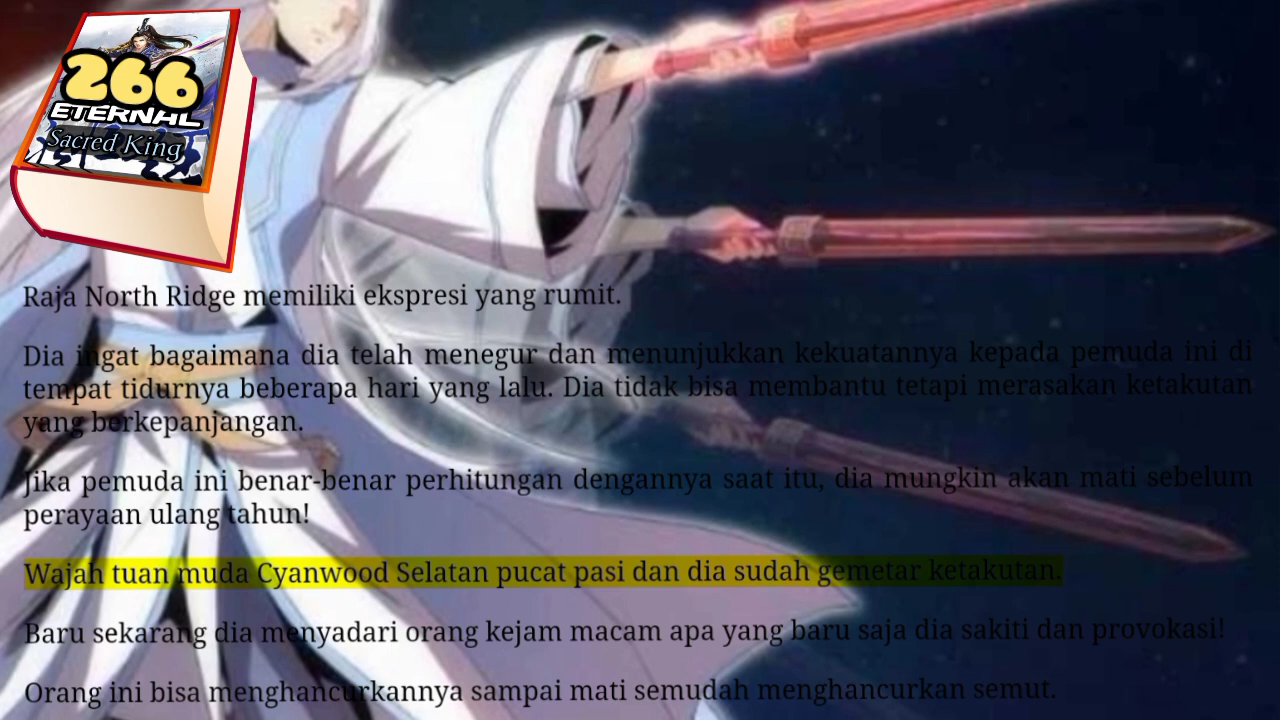 266
ETERNAL
Sacred King
Raja North Ridge memiliki ekspresi yang rumit.
Dia ingat bagaimana dia telah menegur dan menunjukkan kekuatannya kepada pemuda ini di
tempat tidurnya beberapa hari yang lalu. Dia tidak bisa membantu tetapi merasakan ketakutan
yang berkepanjangan.
Jika pemuda ini benar-benar perhitungan dengannya saat itu, dia mungkin akan mati sebelum
perayaan ulang tahun!
Wajah tuan muda Cyanwood Selatan pucat pasi dan dia sudah gemetar ketakutan.
Baru sekarang dia menyadari orang kejam macam apa yang baru saja dia sakiti dan provokasi!
Orang ini bisa menghancurkannya sampai mati semudah menghancurkan semut.